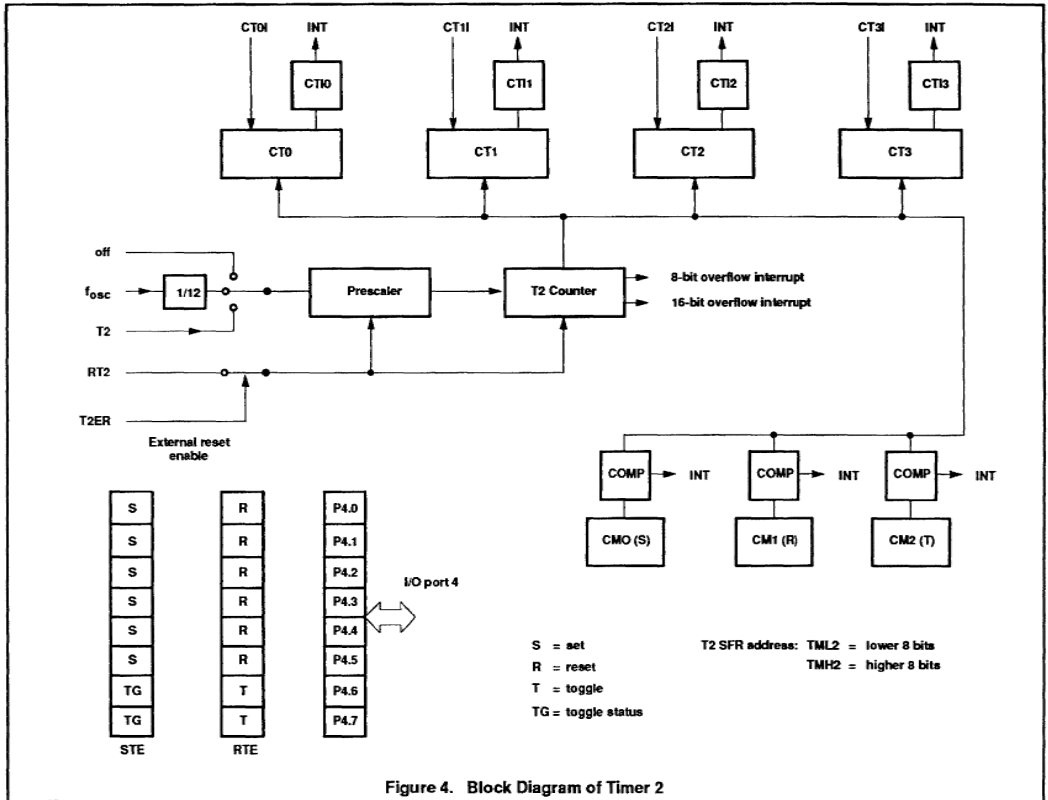 CT0I INT CT1I INT CT2I INT CT3I INT
CTI0 CTI1 CTI2 CTI3
CT0 CT1 CT2 CT3
off
fosc 1/12 Prescaler T2 Counter 8-bit overflow interrupt
16-bit overflow interrupt
T2
RT2
T2ER
External reset
enable
COMP INT COMP INT COMP INT
CMO (S) CM1 (R) CM2 (T)
S R P4.0
S R P4.1
S R P4.2
S R P4.3
S R P4.4
S R P4.5
TG T P4.6
TG T P4.7
STE RTE
I/O port 4
S = set
R = reset
T = toggle
TG = toggle status
T2 SFR address: TML2 = lower 8 bits
TMH2 = higher 8 bits
Figure 4. Block Diagram of Timer 2